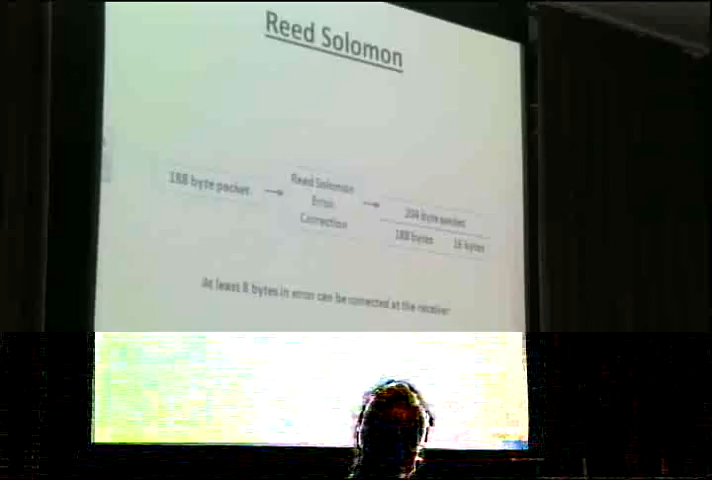 Reed Solomon
188 byte packet
Reed Solomon
Error
Correction
204 byte packet
188 bytes 16 bytes
At least 8 bytes in error can be corrected at the receiver